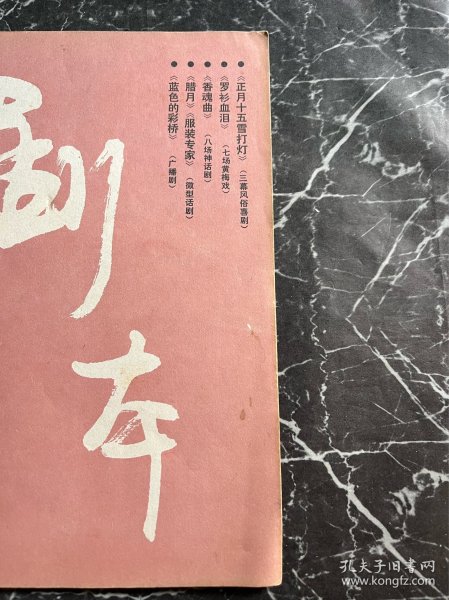 ●《正月十五雪打灯》（三幕风俗喜剧）
●《罗衫血泪》（七场黄梅戏）
●《香魂曲》（八场神话剧）
●《腊月》《服装专家》（微型话剧）
●《蓝色的彩桥》（广播剧）
剧本
孔夫子旧书网
www.kongfz.com